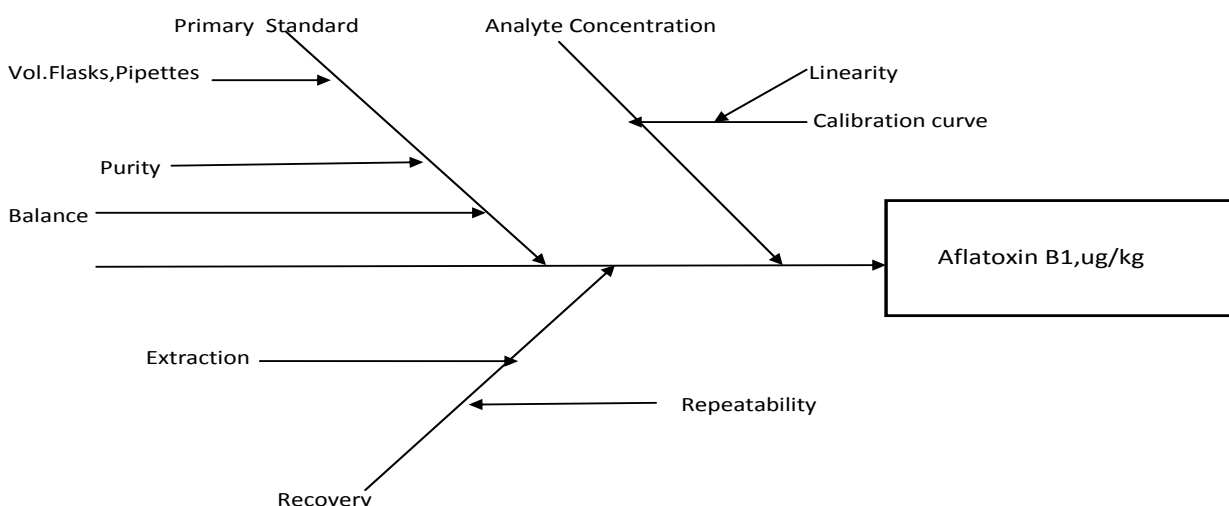 Primary Standard
Analyte Concentration
Vol.Flasks,Pipettes
Linearity
Calibration curve
Purity
Balance
Aflatoxin B1,ug/kg
Extraction
Repeatability
Recovery